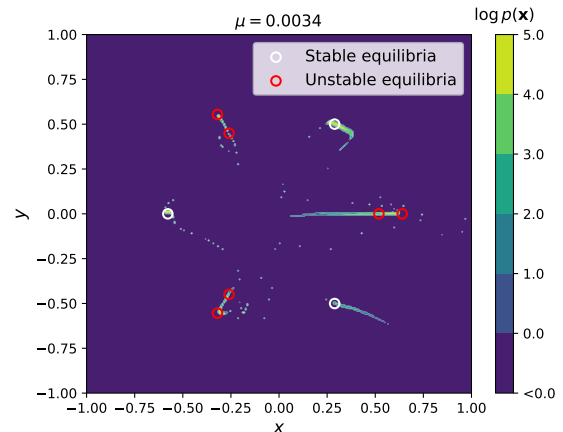 μ = 0.0034
log p(x)
Stable equilibria
Unstable equilibria
1.00
0.75
0.50
0.25
0.00
−0.25
−0.50
−0.75
−1.00
y
−1.00 −0.75 −0.50 −0.25 0.00 0.25 0.50 0.75 1.00
x
5.0
4.0
3.0
2.0
1.0
0.0
<0.0